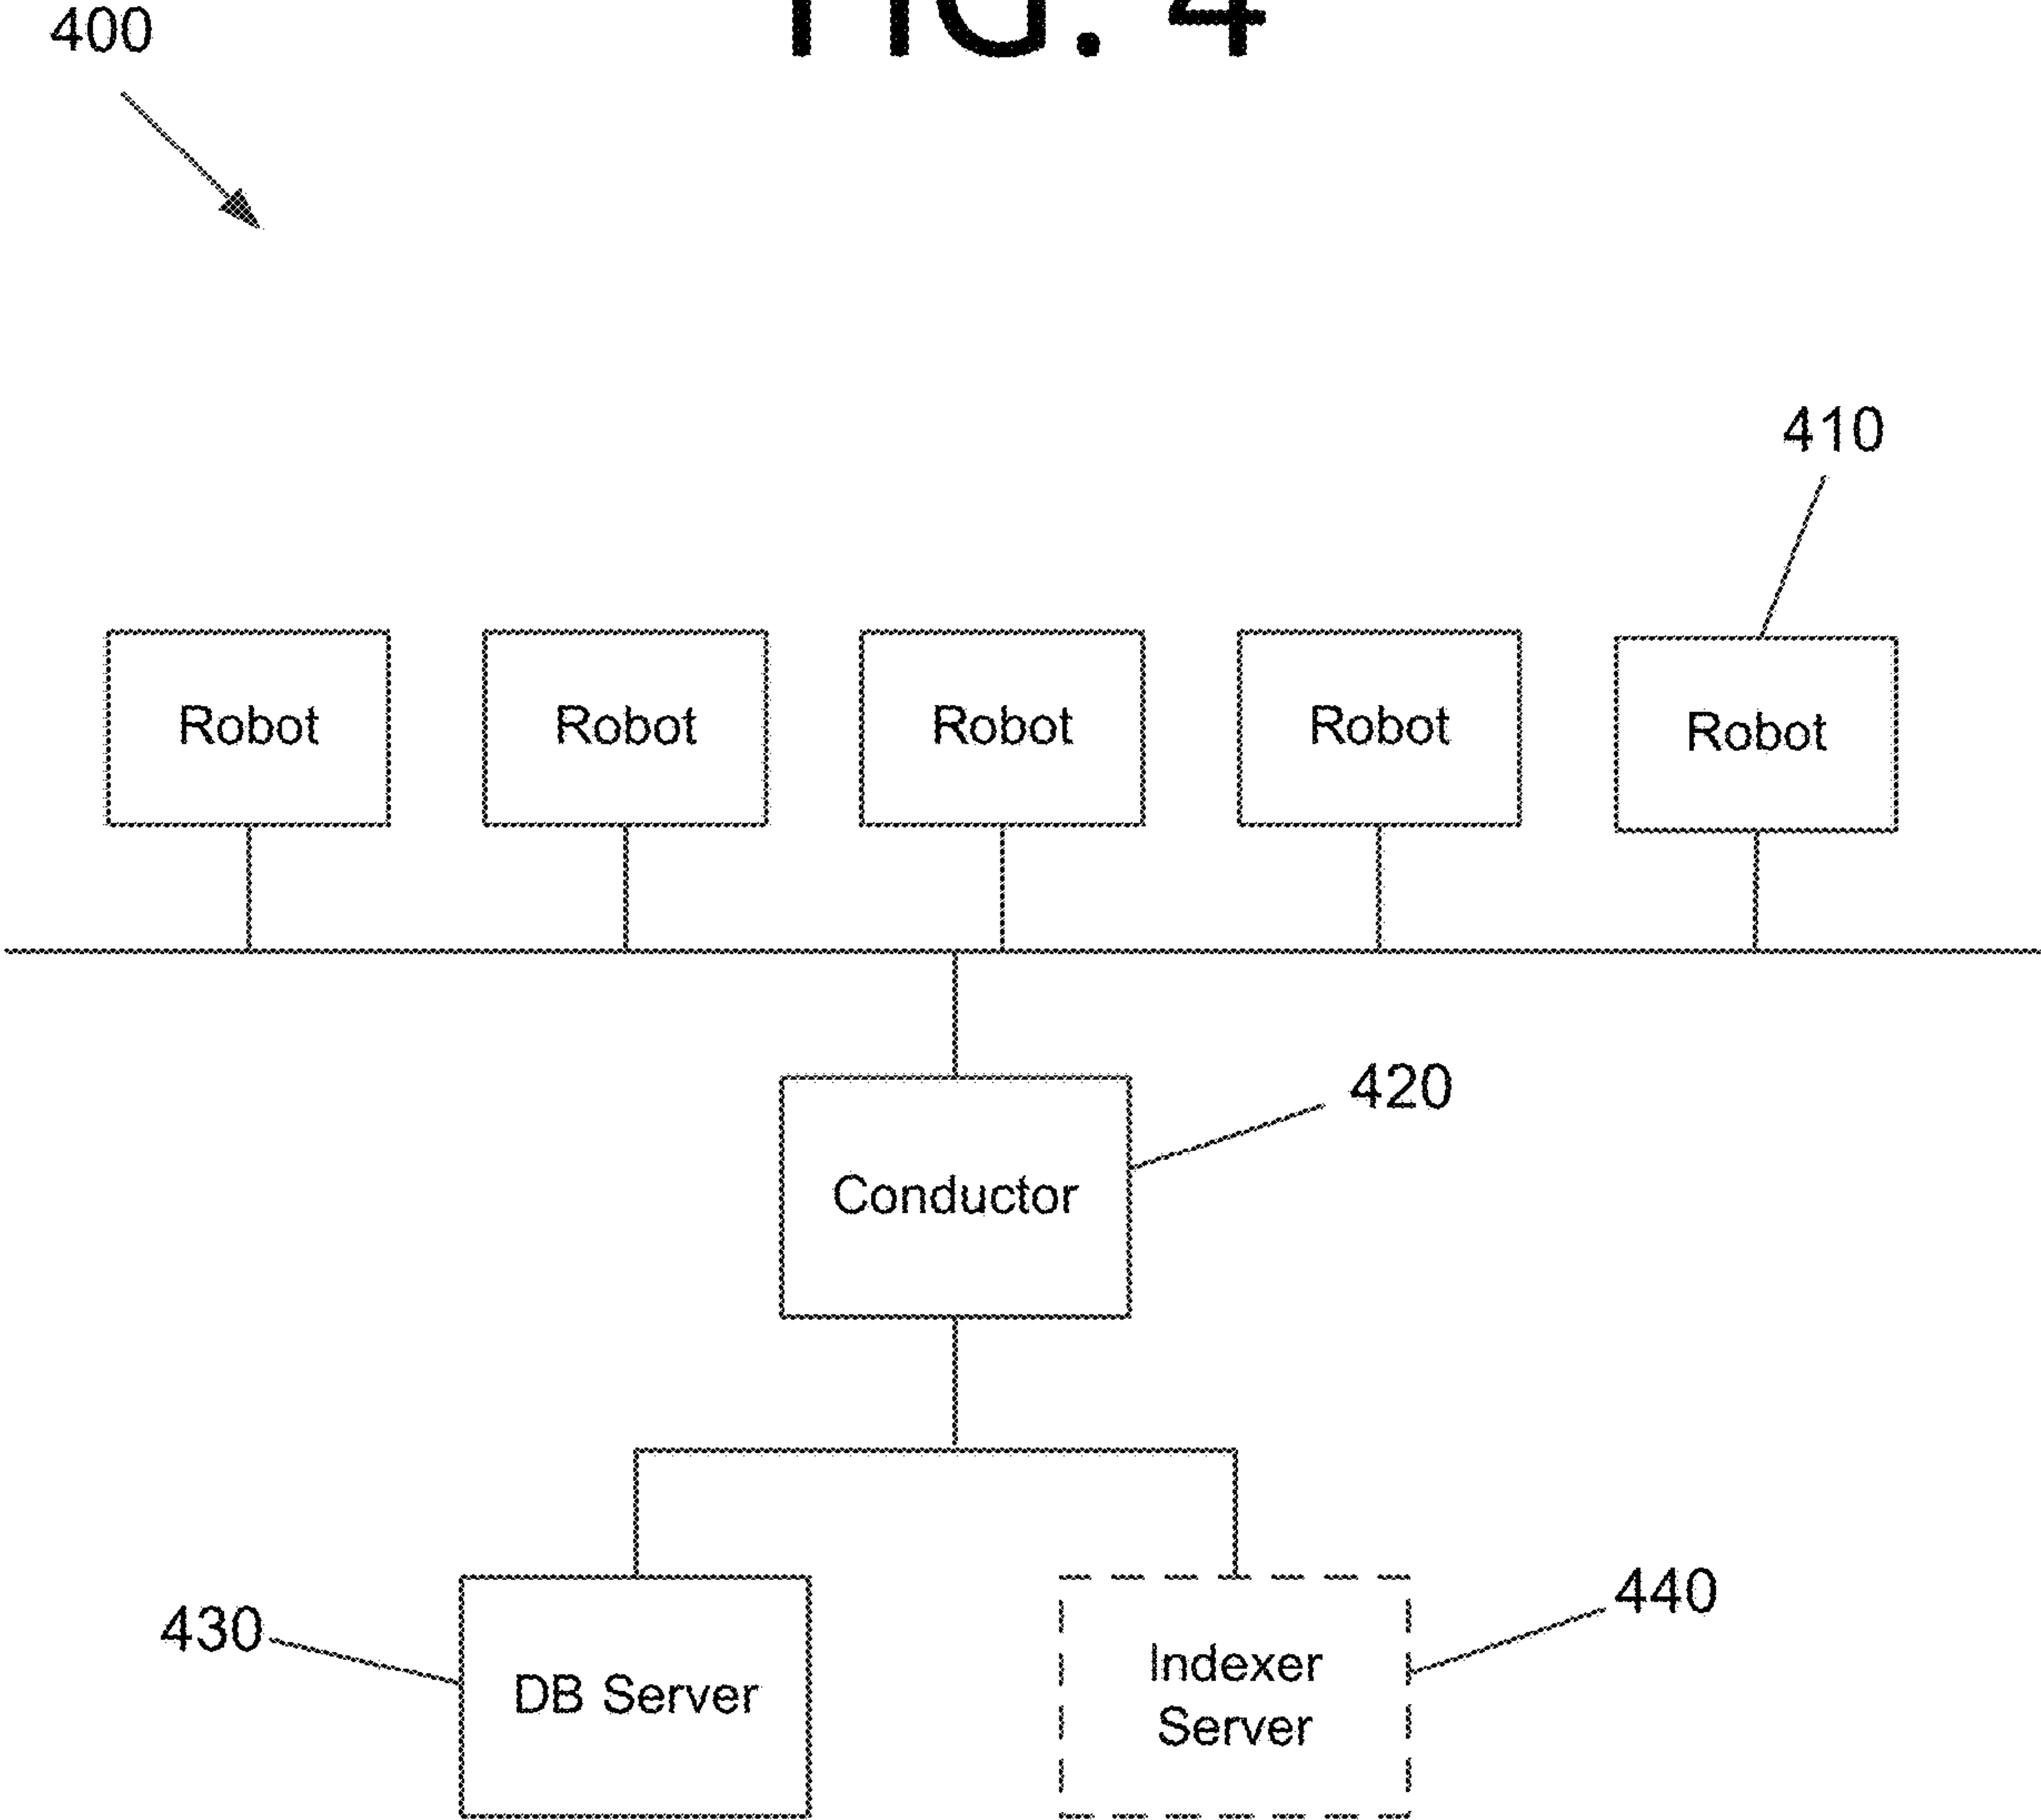 FIG. 4
400
410
Robot Robot Robot Robot Robot
420
Conductor
430
DB Server
440
Indexer
Server